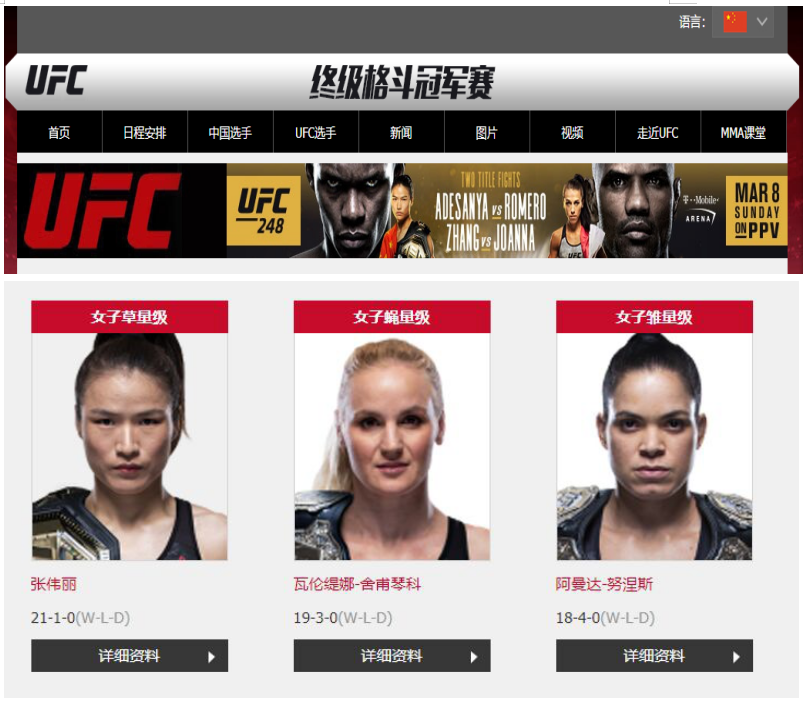 语言:
UFC
终级格斗冠军赛
首页
日程安排
中国选手
UFC选手
新闻
图片
视频
走近UFC
MMA课堂
UFC
UFC
248
TWO TITLE FIGHTS
ADESANYA vs ROMERO
ZHANG vs JOANNA
UFC
T··Mobile·
ARENA
MAR 8
SUNDAY
ON PPV
女子草量级
女子蝇量级
女子雏量级
张伟丽
瓦伦缇娜-舍甫琴科
阿曼达-努涅斯
21-1-0(W-L-D)
19-3-0(W-L-D)
18-4-0(W-L-D)
详细资料
详细资料
详细资料